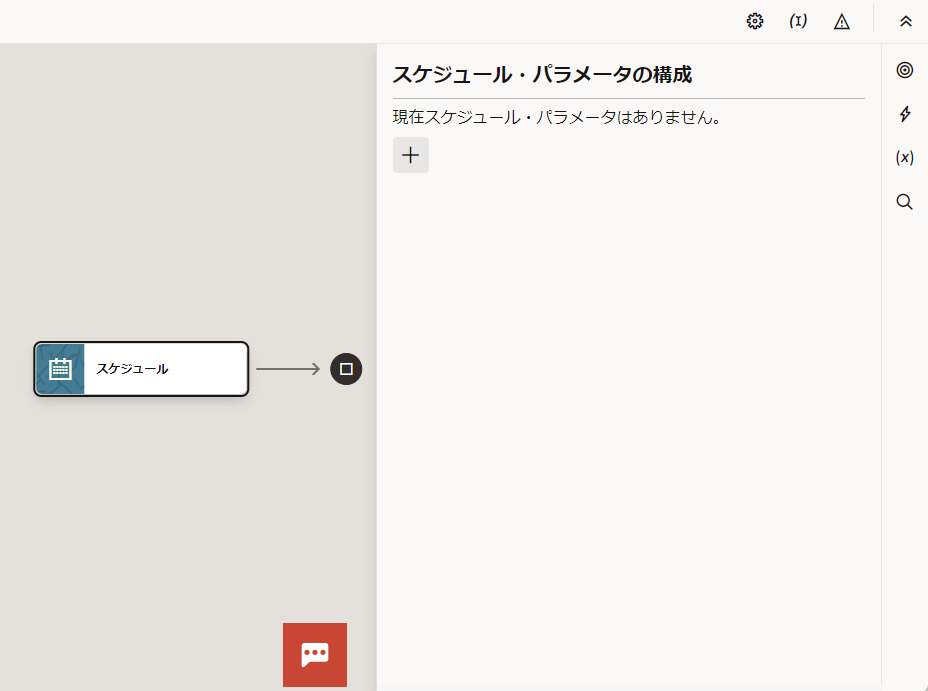 (I)
スケジュール・パラメータの構成
現在スケジュール・パラメータはありません。
(x)
スケジュール